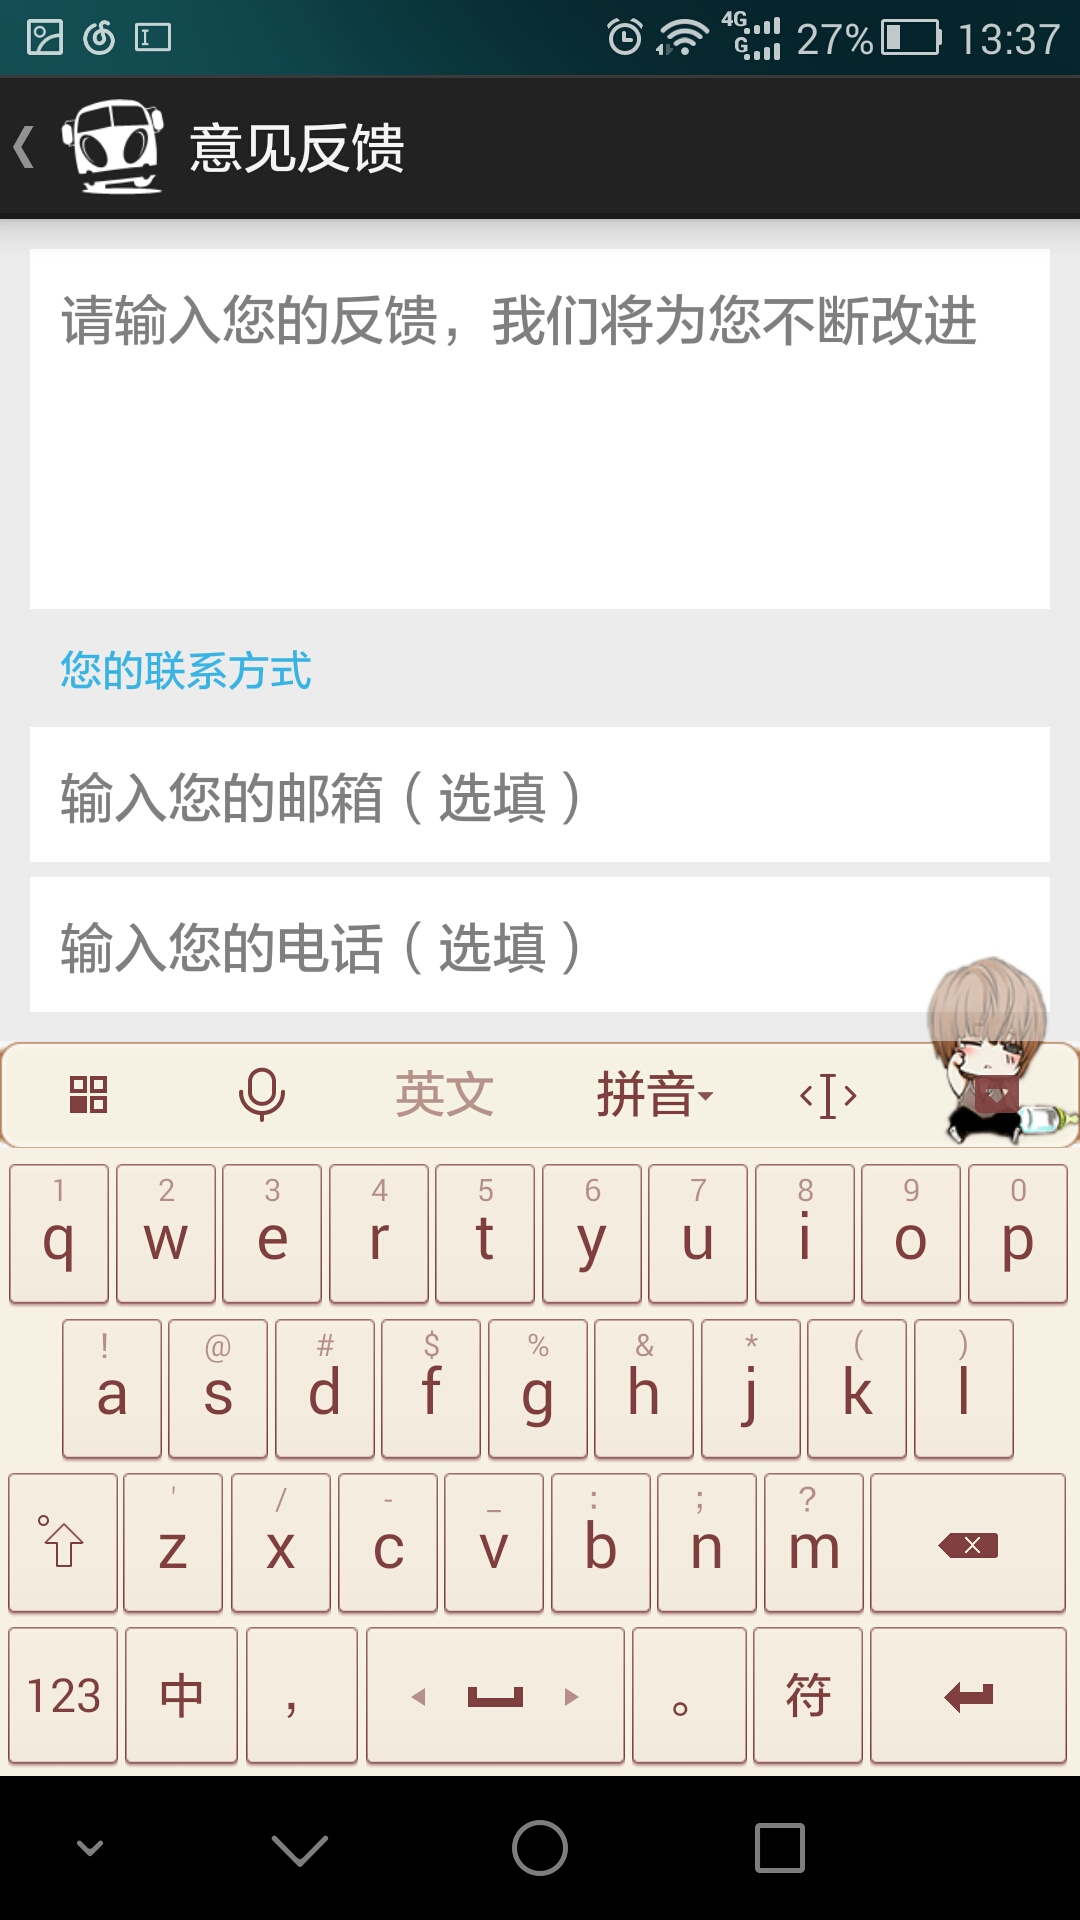 4G
G
27%
13:37
意见反馈
请输入您的反馈，我们将为您不断改进
您的联系方式
输入您的邮箱（选填）
输入您的电话（选填）
英文 拼音
1 2 3 4 5 6 7 8 9 0
q w e r t y u i o p
! @ # $ % & * ( )
a s d f g h j k l
' / - _ : ; ?
z x c v b n m
123 中 ， 。 符